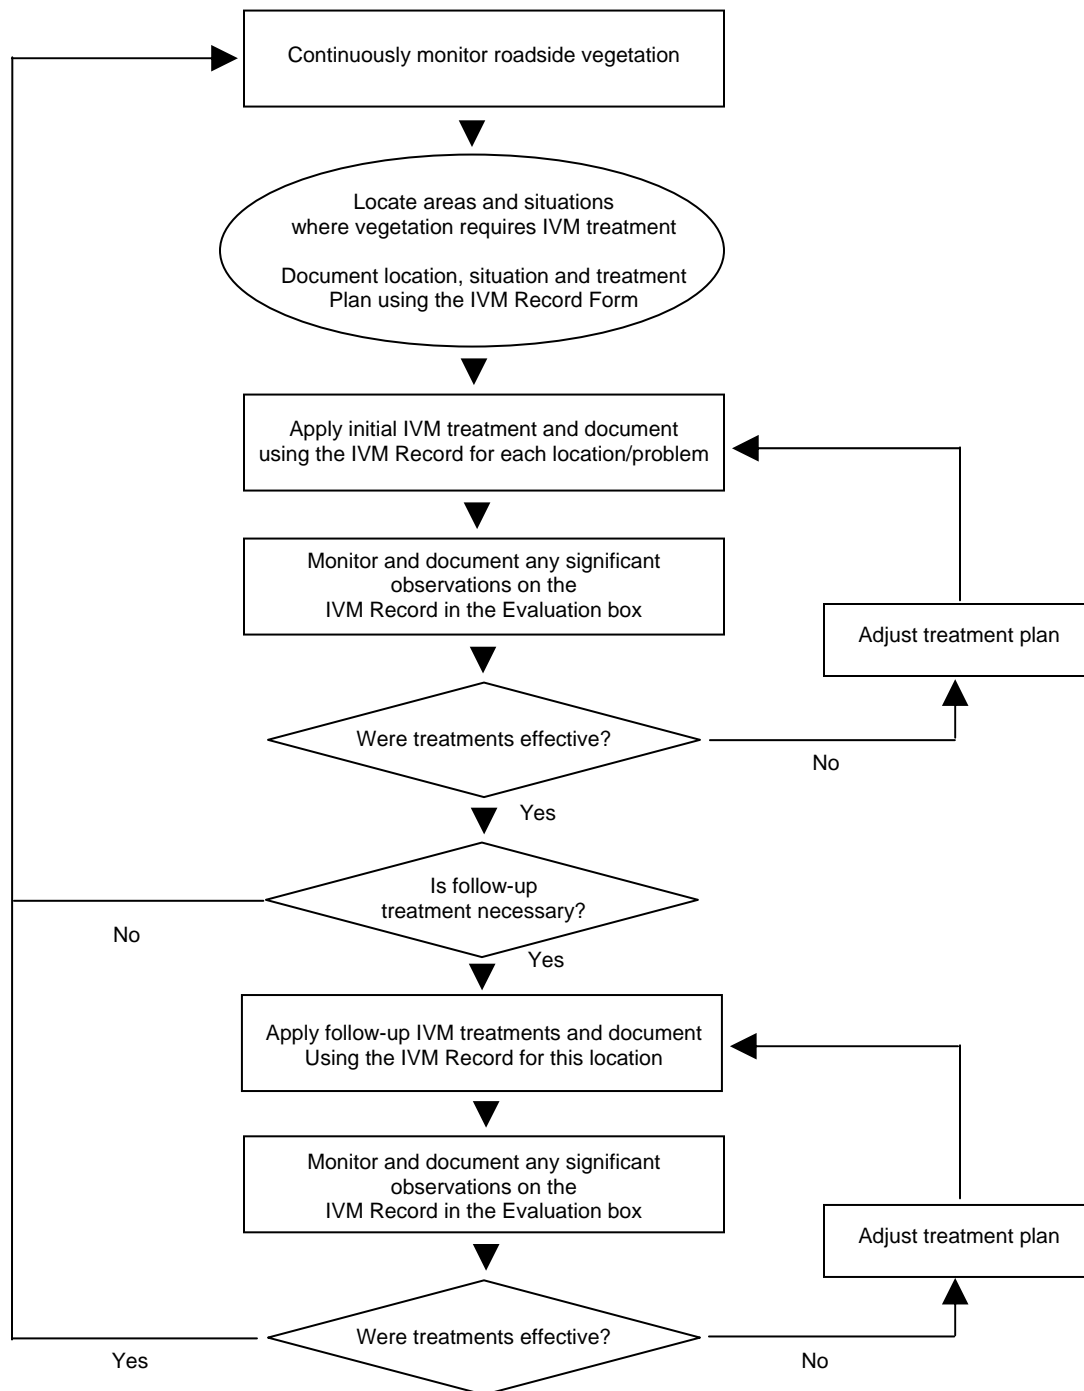 Continuously monitor roadside vegetation
Locate areas and situations
where vegetation requires IVM treatment
Document location, situation and treatment
Plan using the IVM Record Form
Apply initial IVM treatment and document
using the IVM Record for each location/problem
Monitor and document any significant
observations on the
IVM Record in the Evaluation box
Adjust treatment plan
Were treatments effective?
No
Yes
Is follow-up
treatment necessary?
No
Yes
Apply follow-up IVM treatments and document
Using the IVM Record for this location
Monitor and document any significant
observations on the
IVM Record in the Evaluation box
Adjust treatment plan
Were treatments effective?
Yes
No